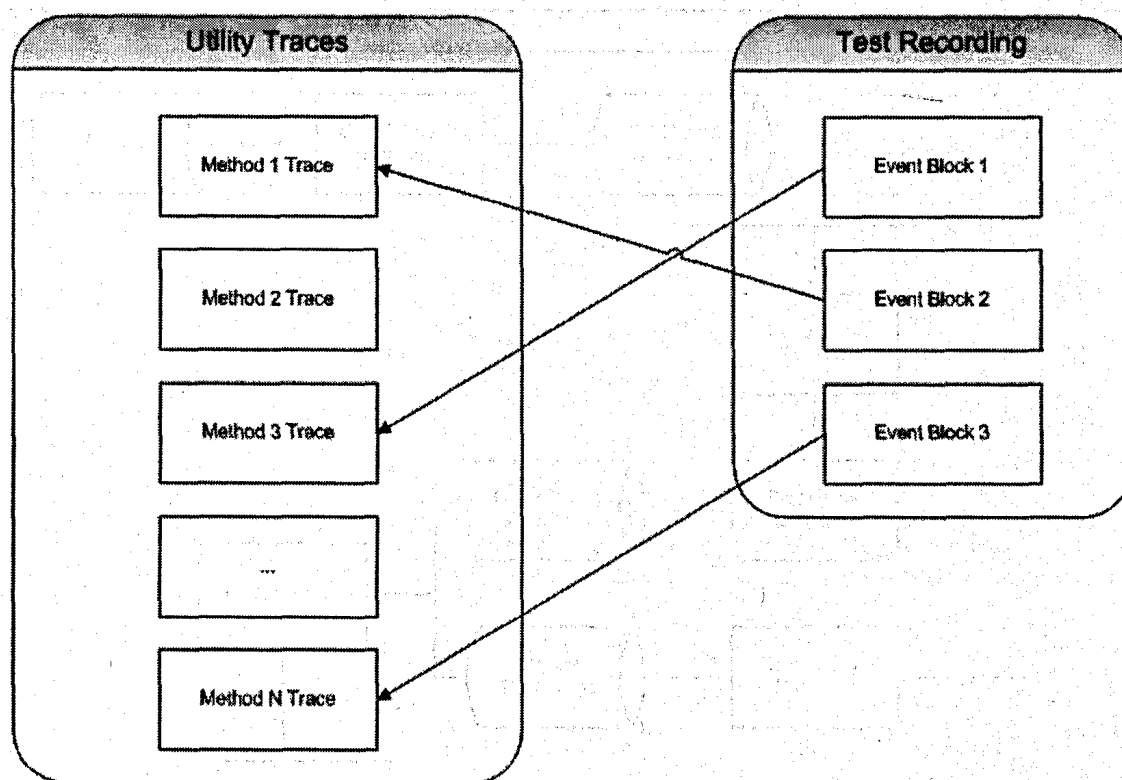 Utility Traces
Method 1 Trace
Method 2 Trace
Method 3 Trace
...
Method N Trace
Test Recording
Event Block 1
Event Block 2
Event Block 3